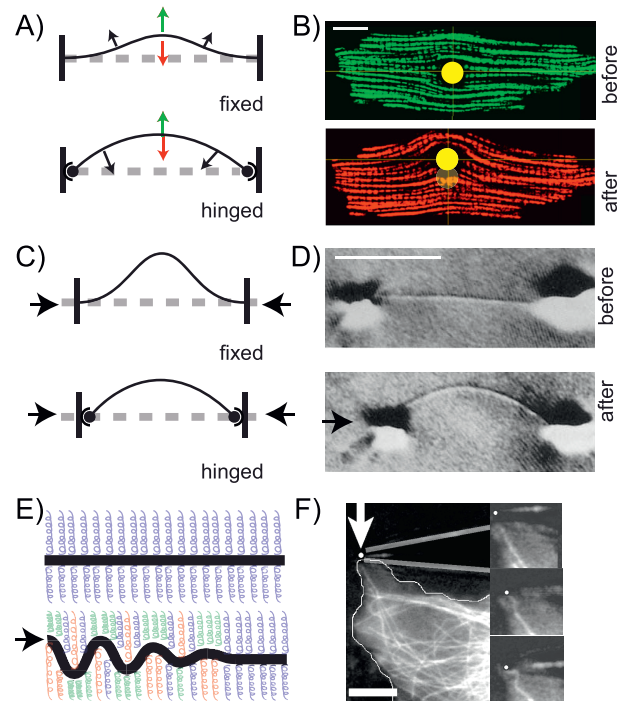 A)
fixed
hinged
B)
before
after
C)
fixed
hinged
D)
before
after
E)
F)